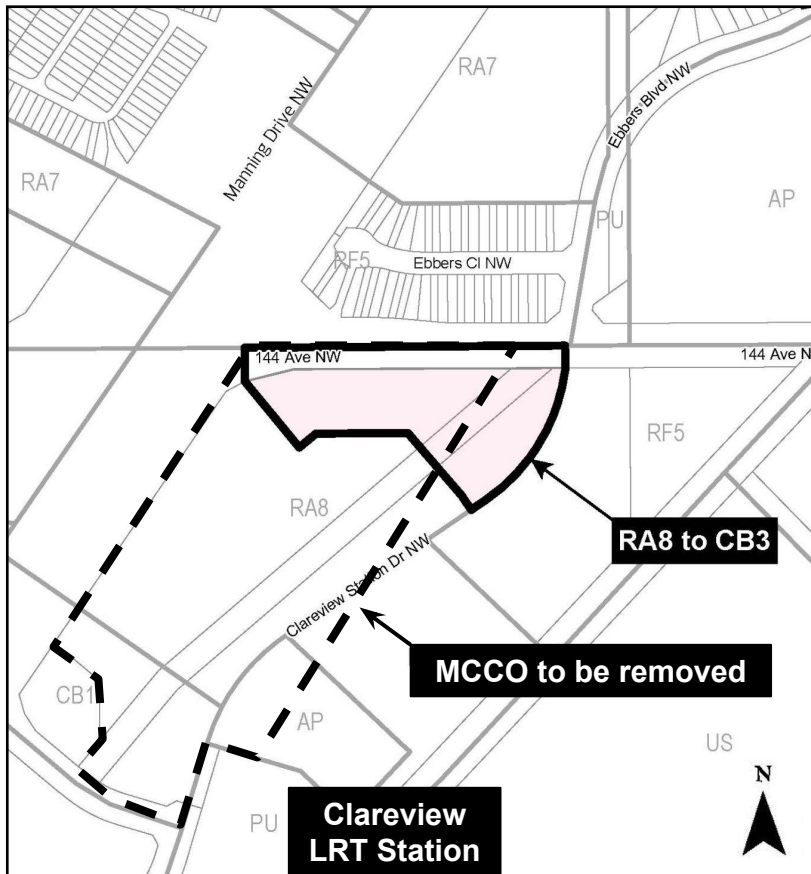 RA7
Manning Drive NW
Ebbers Blvd NW
RA7
AP
PU
RF5
Ebbers Cl NW
144 Ave NW
144 Ave N
RF5
RA8
RA8 to CB3
Clareview Station Dr NW
MCCO to be removed
CB1
AP
US
PU
Clareview
LRT Station
N